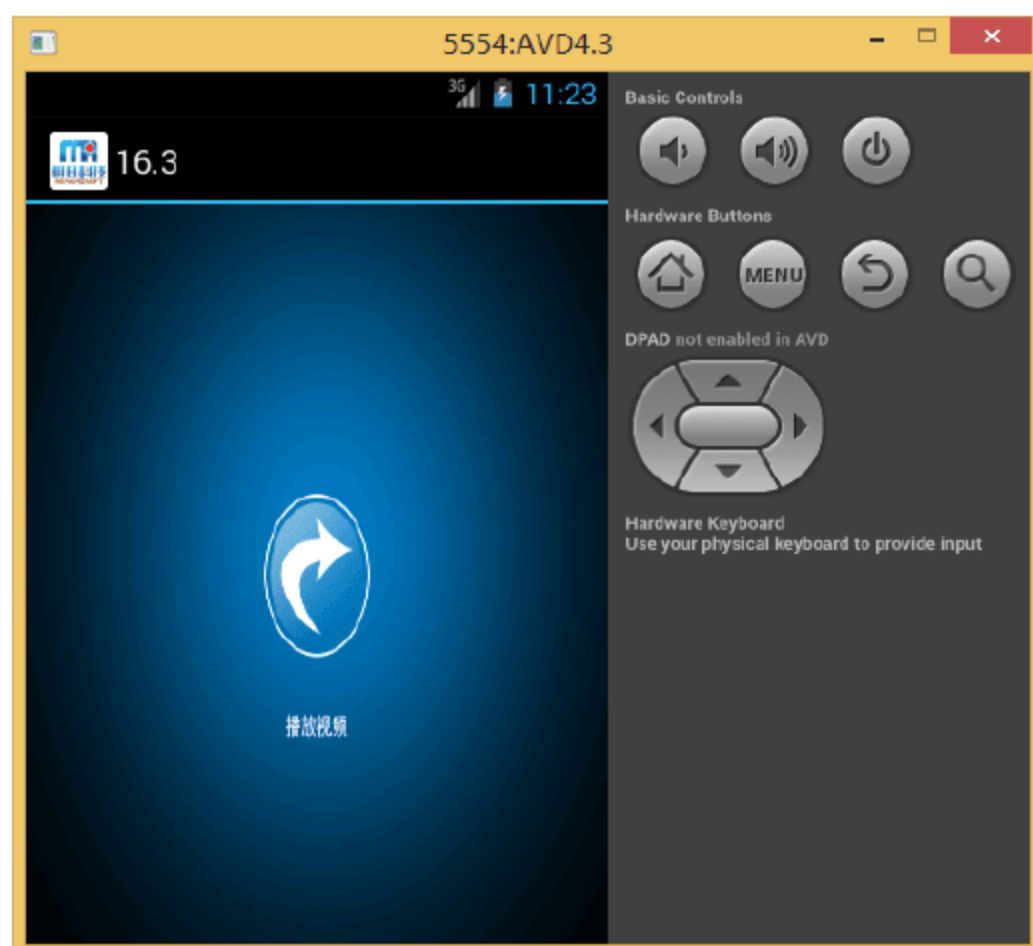 5554:AVD4.3
3G
11:23
16.3
播放视频
Basic Controls
Hardware Buttons
MENU
DPAD not enabled in AVD
Hardware Keyboard
Use your physical keyboard to provide input